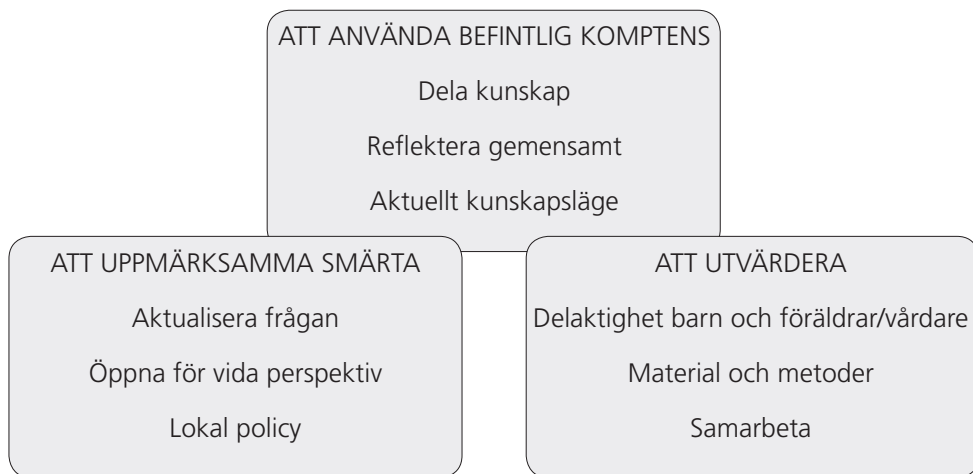 ATT ANVÄNDA BEFINTLIG KOMPTENS
Dela kunskap
Reflektera gemensamt
Aktuellt kunskapsläge
ATT UPPMÄRKSAMMA SMÄRTA
Aktualisera frågan
Öppna för vida perspektiv
Lokal policy
ATT UTVÄRDERA
Delaktighet barn och föräldrar/vårdare
Material och metoder
Samarbeta